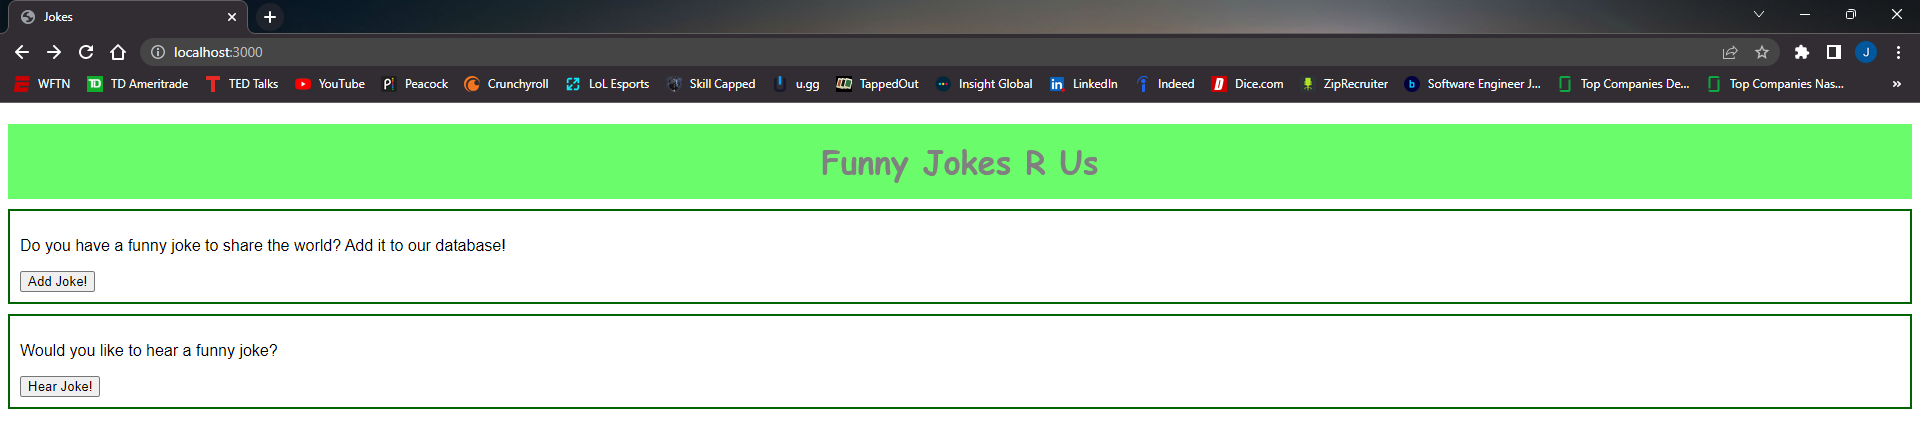 Jokes
localhost:3000
J
WFTN TD Ameritrade TED Talks YouTube Peacock Crunchyroll LoL Esports Skill Capped u.gg TappedOut Insight Global LinkedIn Indeed Dice.com ZipRecruiter Software Engineer J... Top Companies De... Top Companies Nas... »
Funny Jokes R Us
Do you have a funny joke to share the world? Add it to our database!
Add Joke!
Would you like to hear a funny joke?
Hear Joke!